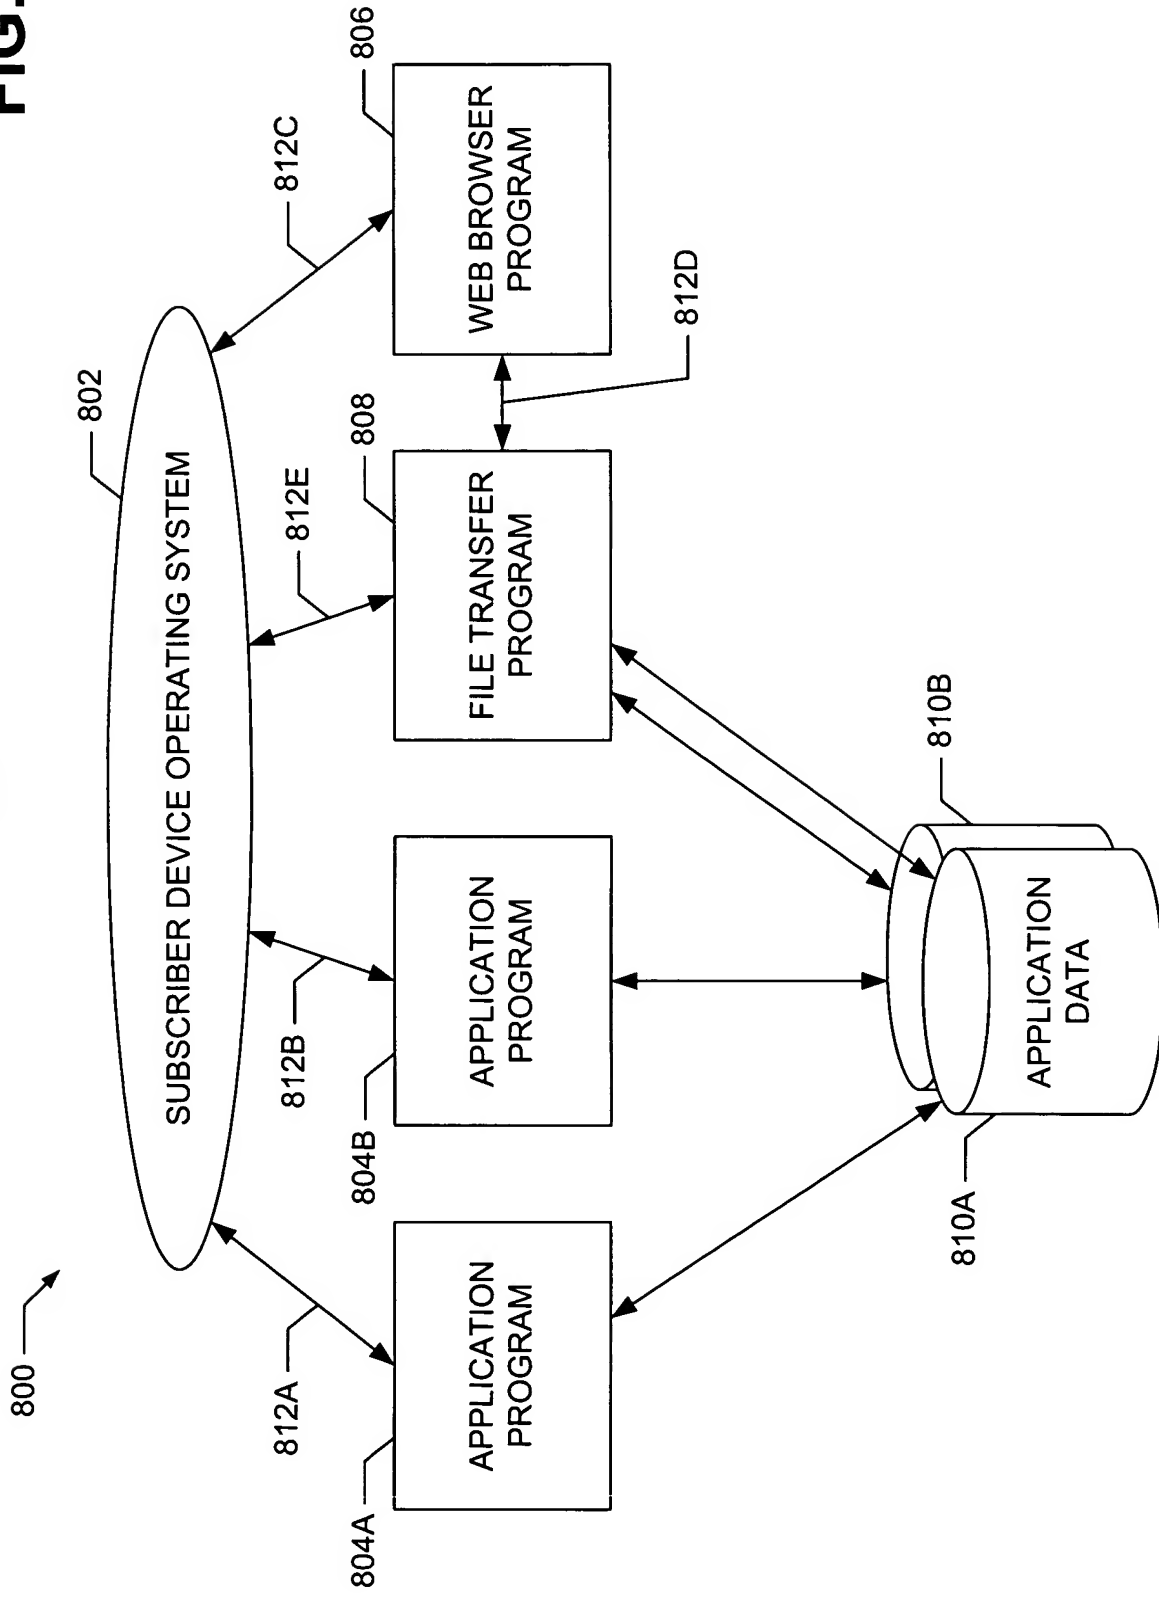 FIG.
800
802
SUBSCRIBER DEVICE OPERATING SYSTEM
812A
812B
812E
812C
804A
804B
808
806
APPLICATION
PROGRAM
APPLICATION
PROGRAM
FILE TRANSFER
PROGRAM
WEB BROWSER
PROGRAM
812D
810A
810B
APPLICATION
DATA